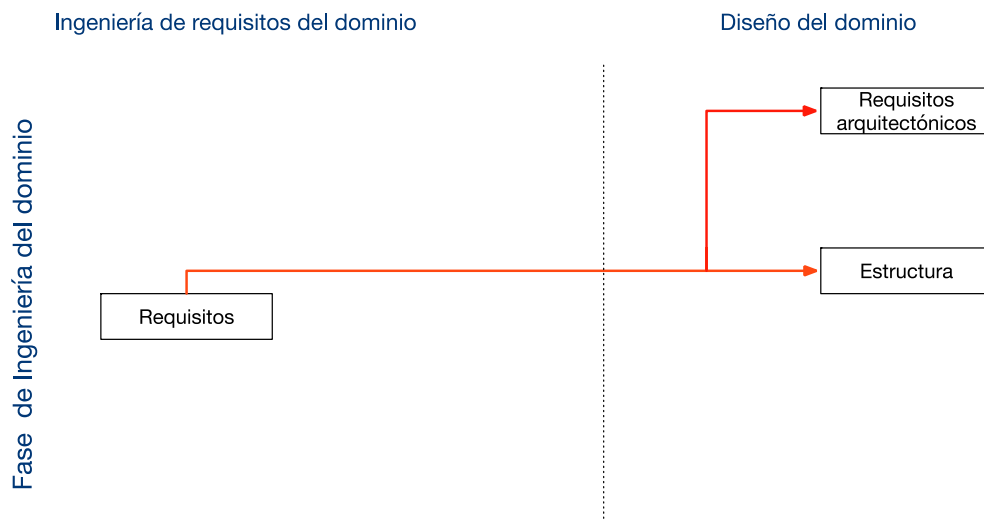 Ingeniería de requisitos del dominio
Diseño del dominio
Fase de Ingeniería del dominio
Requisitos
arquitectónicos
Estructura
Requisitos